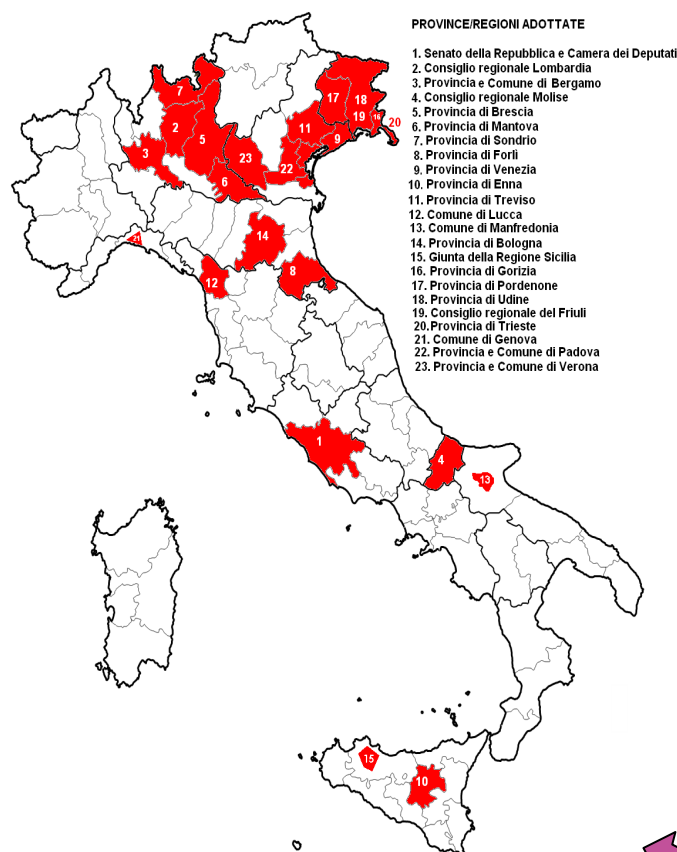 PROVINCE/REGIONI ADOTTATE
1. Senato della Repubblica e Camera dei Deputati
2. Consiglio regionale Lombardia
3. Provincia e Comune di Bergamo
4. Consiglio regionale Molise
5. Provincia di Brescia
6. Provincia di Mantova
7. Provincia di Sondrio
8. Provincia di Forlì
9. Provincia di Venezia
10. Provincia di Enna
11. Provincia di Treviso
12. Comune di Lucca
13. Comune di Manfredonia
14. Provincia di Bologna
15. Giunta della Regione Sicilia
16. Provincia di Gorizia
17. Provincia di Pordenone
18. Provincia di Udine
19. Consiglio regionale del Friuli
20.Provincia di Trieste
21. Comune di Genova
22. Provincia e Comune di Padova
23. Provincia e Comune di Verona
7
17
18
16
19
20
2
11
5
9
3
23
22
6
14
21
8
12
1
4
13
15
10